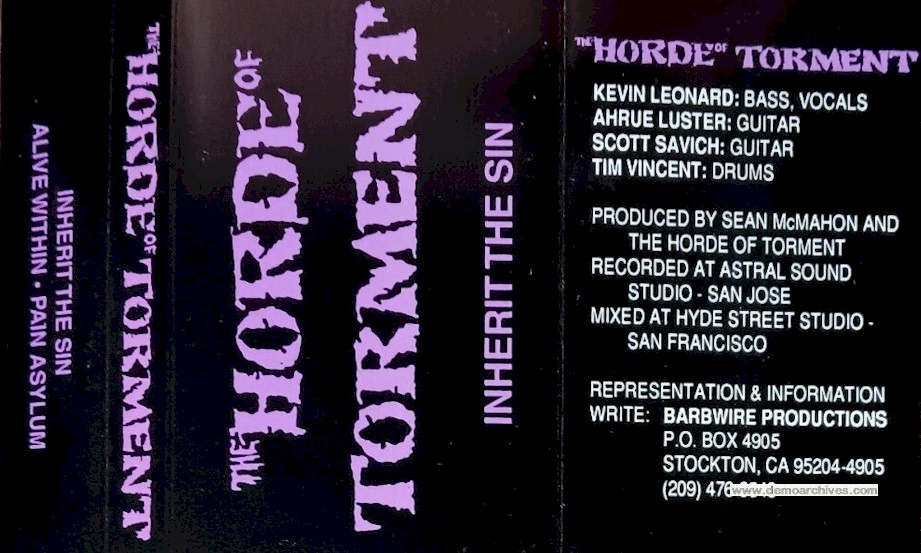 INHERIT THE SIN
ALIVE WITHIN • PAIN ASYLUM
THE HORDE OF TORMENT
THE HORDE OF
TORMENT
INHERIT THE SIN
THE HORDE OF TORMENT
KEVIN LEONARD: BASS, VOCALS
AHRUE LUSTER: GUITAR
SCOTT SAVICH: GUITAR
TIM VINCENT: DRUMS
PRODUCED BY SEAN McMAHON AND
THE HORDE OF TORMENT
RECORDED AT ASTRAL SOUND
STUDIO - SAN JOSE
MIXED AT HYDE STREET STUDIO -
SAN FRANCISCO
REPRESENTATION & INFORMATION
WRITE: BARBWIRE PRODUCTIONS
P.O. BOX 4905
STOCKTON, CA 95204-4905
(209) 476
www.demoarchives.com